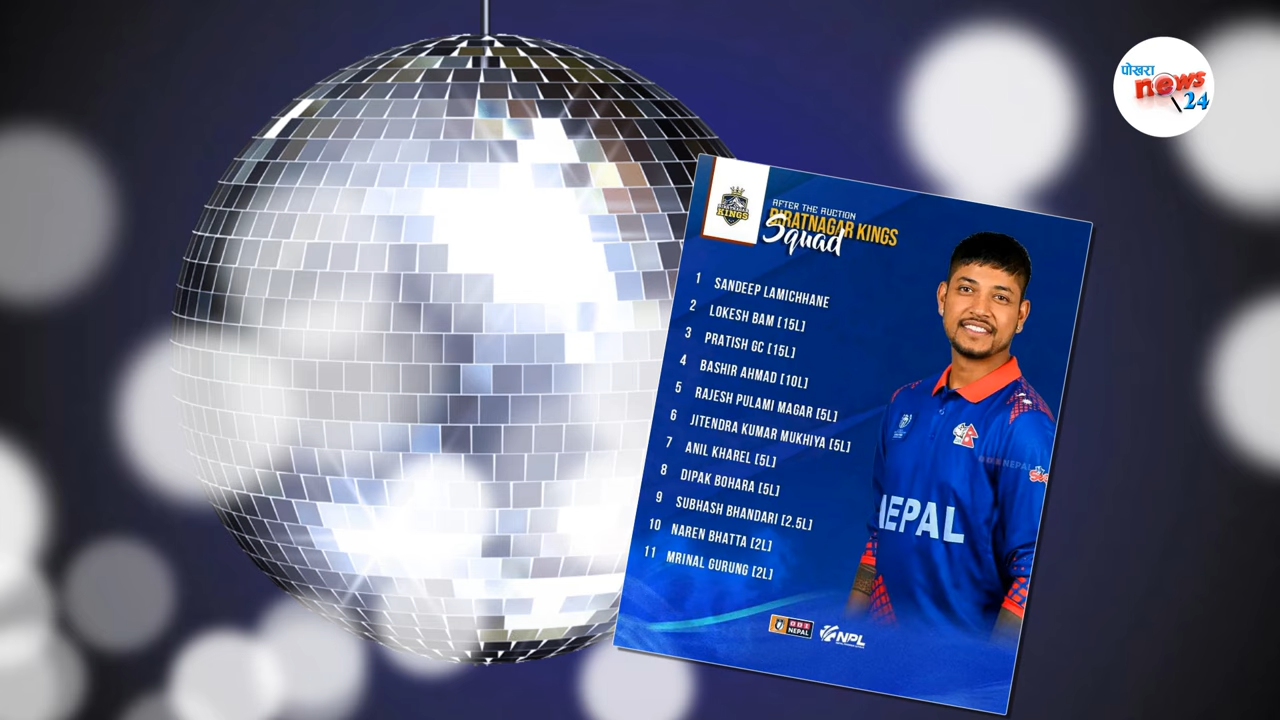 पोखरा
news
24
KINGS
AFTER THE AUCTION
BIRATNAGAR KINGS
Squad
1 SANDEEP LAMICHHANE
2 LOKESH BAM [15L]
3 PRATISH GC [15L]
4 BASHIR AHMAD [10L]
5 RAJESH PULAMI MAGAR [5L]
6 JITENDRA KUMAR MUKHIYA [5L]
7 ANIL KHAREL [5L]
8 DIPAK BOHARA [5L]
9 SUBHASH BHANDARI [2.5L]
10 NAREN BHATTA [2L]
11 MRINAL GURUNG [2L]
NEPAL
NEPAL
NPL